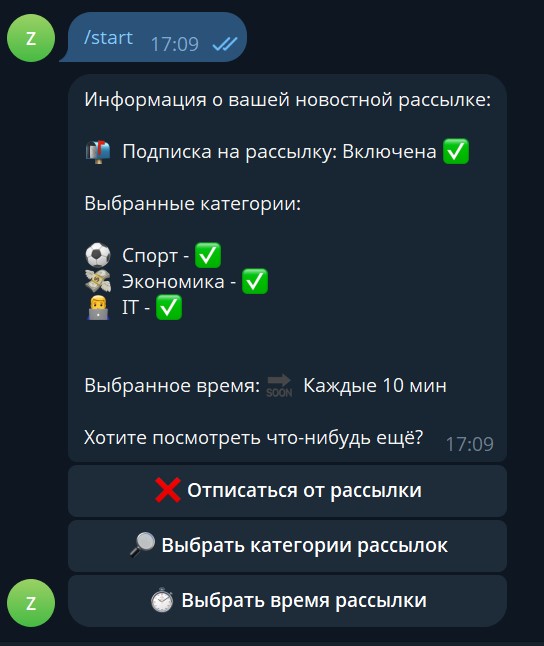 Z
/start 17:09
Информация о вашей новостной рассылке:
📬 Подписка на рассылку: Включена ✅
Выбранные категории:
⚽ Спорт - ✅
💸 Экономика - ✅
👨‍💻 IT - ✅
Выбранное время: 🔜 Каждые 10 мин
Хотите посмотреть что-нибудь ещё? 17:09
❌ Отписаться от рассылки
🔎 Выбрать категории рассылок
⏱ Выбрать время рассылки
Z